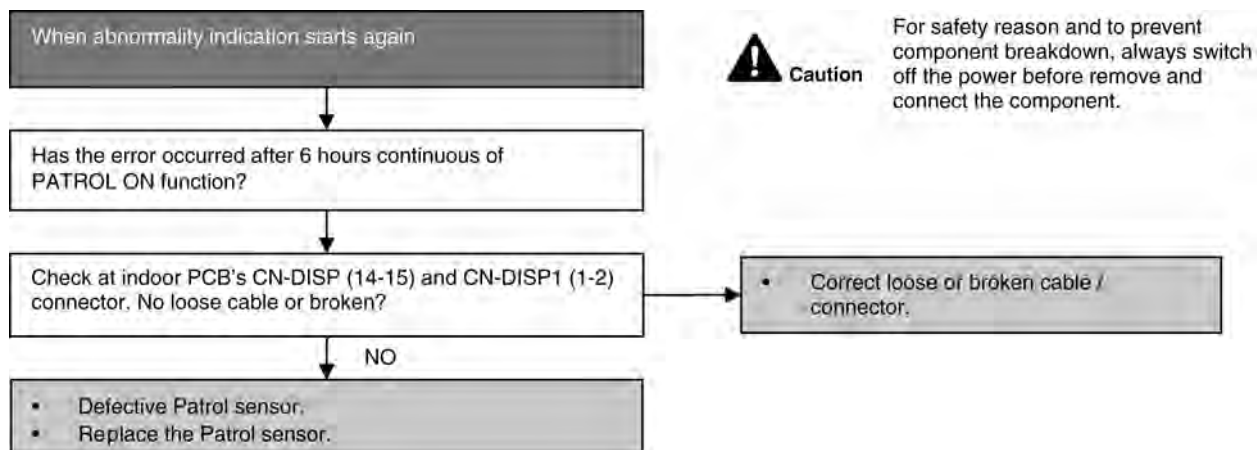 When abnormality indication starts again
For safety reason and to prevent
component breakdown, always switch
off the power before remove and
connect the component.
Caution
Has the error occurred after 6 hours continuous of
PATROL ON function?
Check at indoor PCB's CN-DISP (14-15) and CN-DISP1 (1-2)
connector. No loose cable or broken?
• Correct loose or broken cable /
connector.
NO
• Defective Patrol sensor.
• Replace the Patrol sensor.